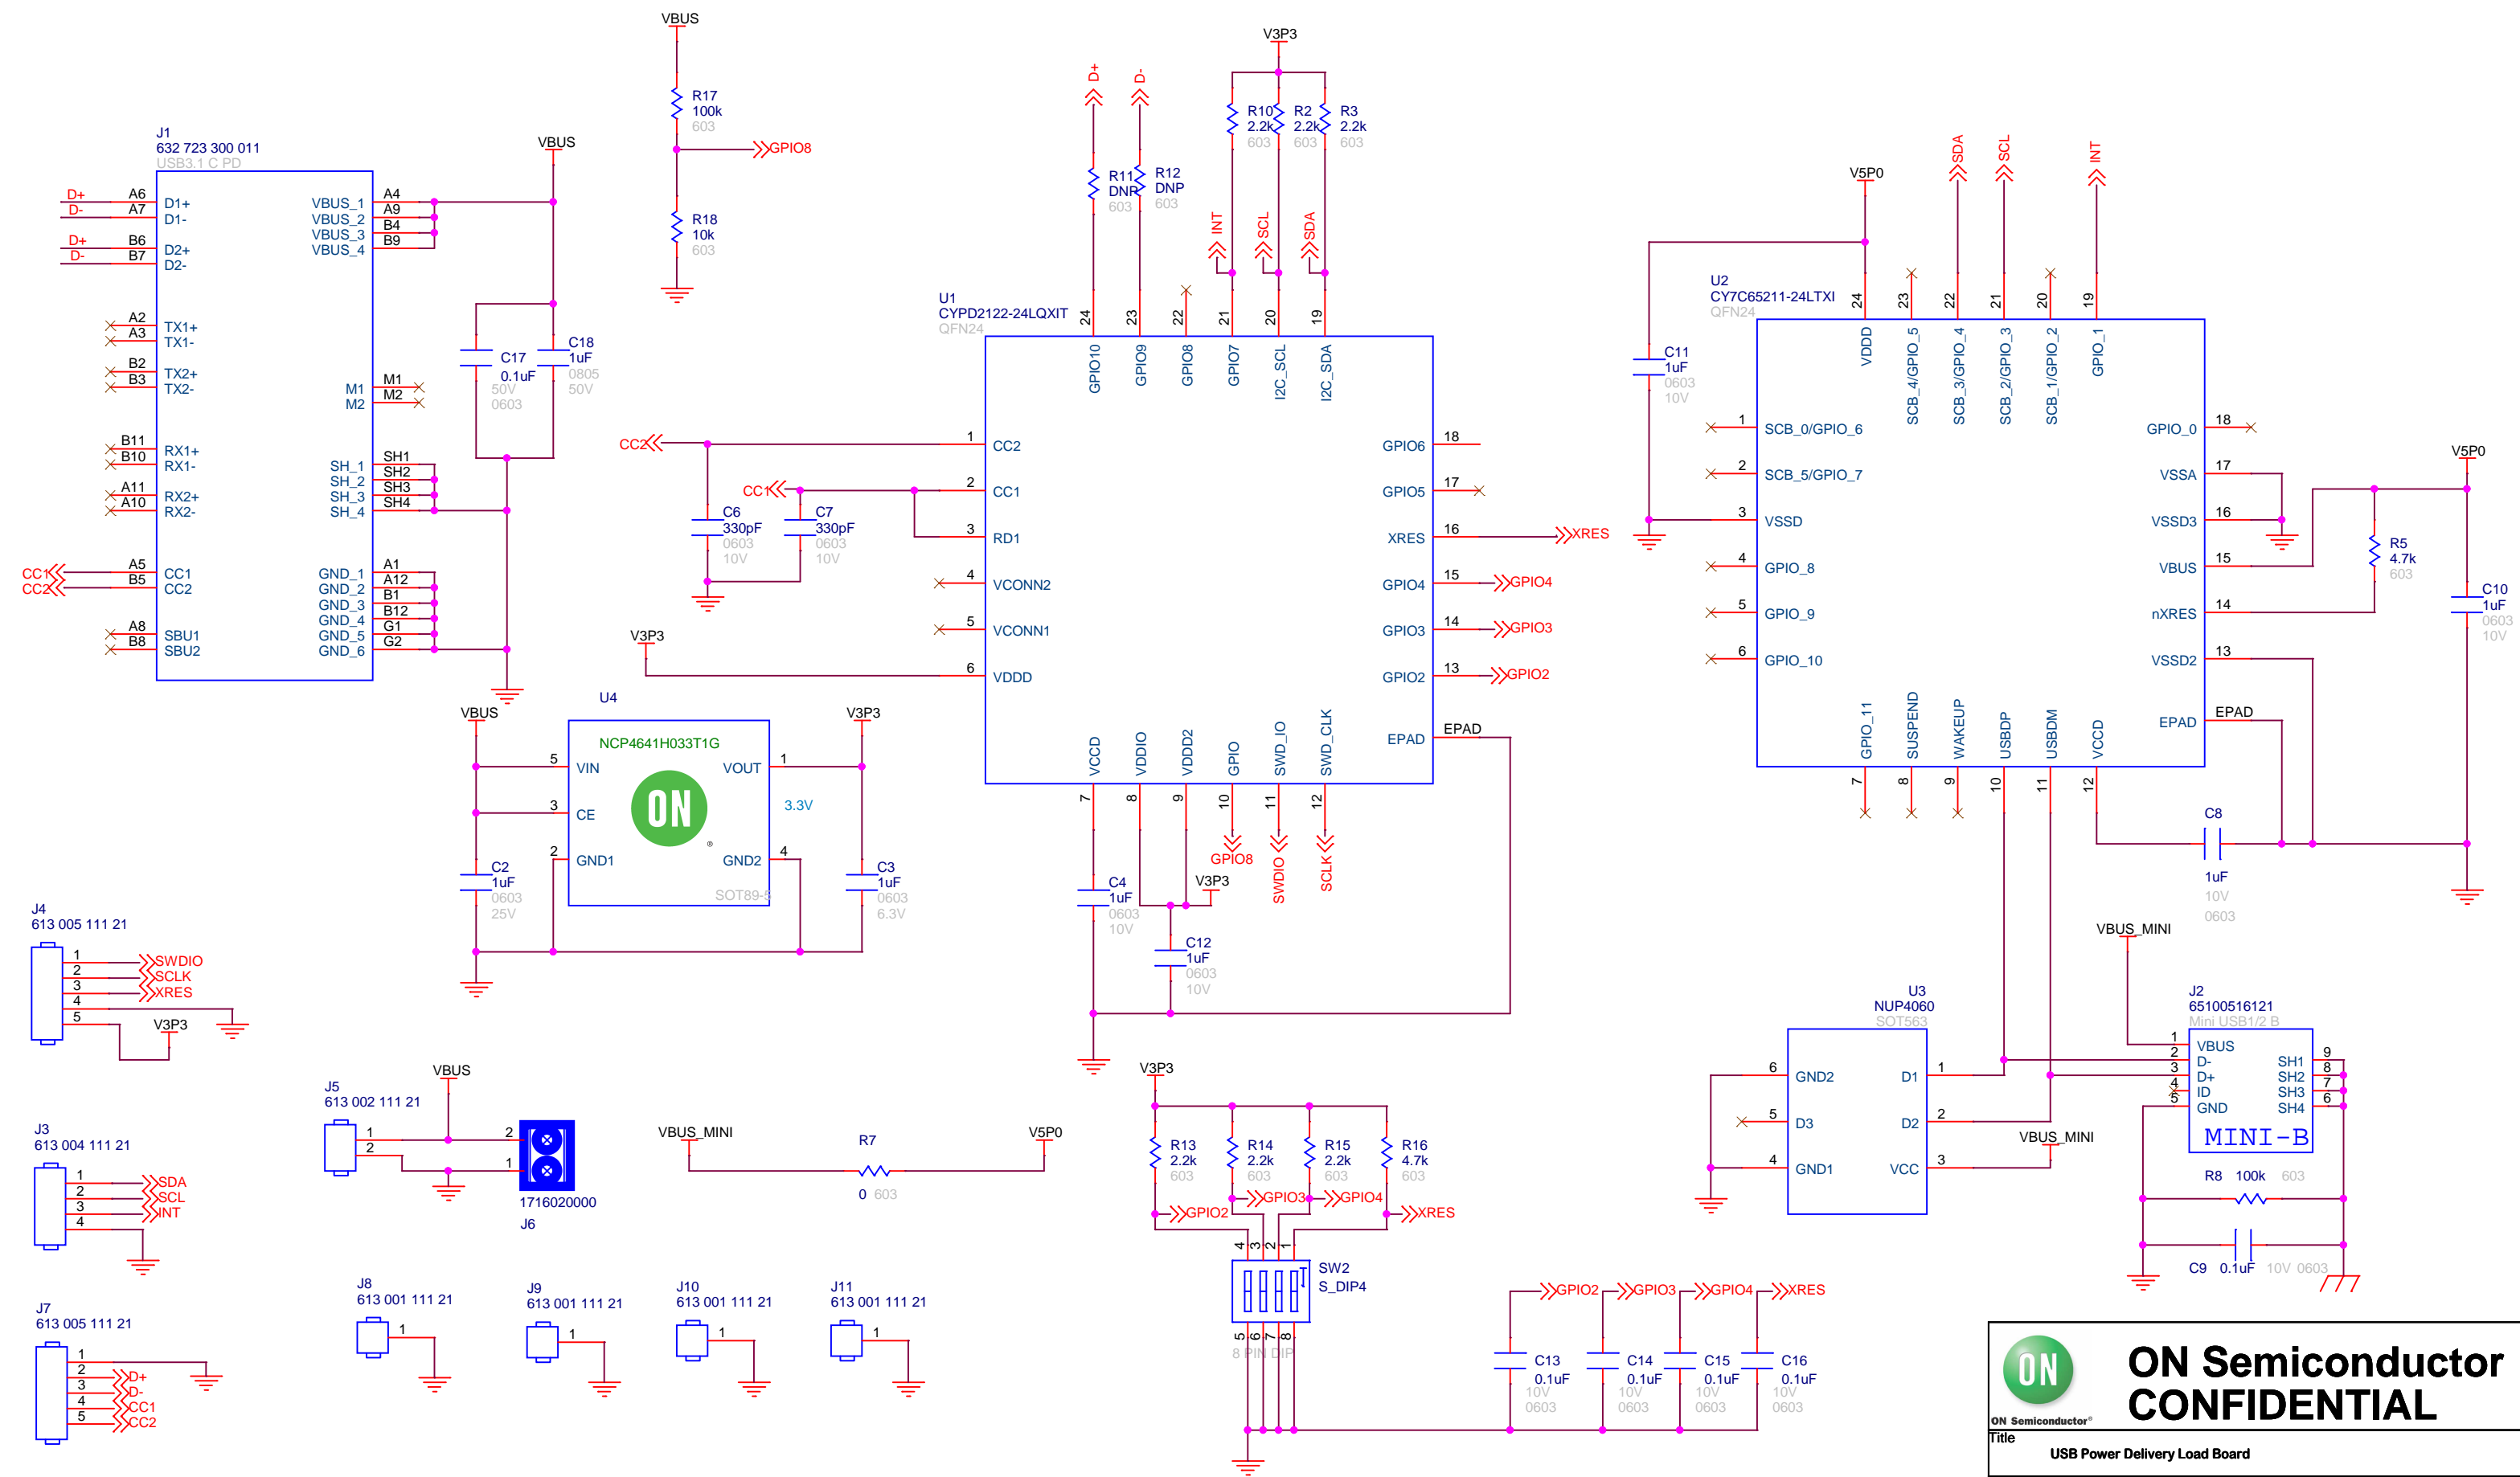 J1
632 723 300 011
USB3.1 C PD
D+ A6 D1+
D- A7 D1-
D+ B6 D2+
D- B7 D2-
A2 TX1+
A3 TX1-
B2 TX2+
B3 TX2-
B11 RX1+
B10 RX1-
A11 RX2+
A10 RX2-
CC1 A5 CC1
CC2 B5 CC2
A8 SBU1
B8 SBU2
VBUS_1 A4
VBUS_2 A9
VBUS_3 B4
VBUS_4 B9
M1 M1
M2 M2
SH_1 SH1
SH_2 SH2
SH_3 SH3
SH_4 SH4
GND_1 A1
GND_2 A12
GND_3 B1
GND_4 B12
GND_5 G1
GND_6 G2
VBUS
C17
0.1uF
50V
0603
C18
1uF
0805
50V
VBUS
R17
100k
603
GPIO8
R18
10k
603
V3P3
D+
D-
R11
DNP
603
R12
DNP
603
R10
2.2k
603
R2
2.2k
603
R3
2.2k
603
INT
SCL
SDA
U1
CYPD2122-24LQXIT
QFN24
24 GPIO10
23 GPIO9
22 GPIO8
21 GPIO7
20 I2C_SCL
19 I2C_SDA
CC2 1 CC2
CC1 2 CC1
3 RD1
4 VCONN2
5 VCONN1
V3P3 6 VDDD
C6
330pF
0603
10V
C7
330pF
0603
10V
GPIO6 18
GPIO5 17
XRES 16 XRES
GPIO4 15 GPIO4
GPIO3 14 GPIO3
GPIO2 13 GPIO2
EPAD EPAD
VCCD 7
VDDIO 8
VDDD2 9
GPIO 10 GPIO8
SWD_IO 11 SWDIO
SWD_CLK 12 SCLK
C4
1uF
0603
10V
V3P3
C12
1uF
0603
10V
V5P0
SDA
SCL
INT
U2
CY7C65211-24LTXI
QFN24
C11
1uF
0603
10V
24 VDDD
23 SCB_4/GPIO_5
22 SCB_3/GPIO_4
21 SCB_2/GPIO_3
20 SCB_1/GPIO_2
19 GPIO_1
1 SCB_0/GPIO_6
2 SCB_5/GPIO_7
3 VSSD
4 GPIO_8
5 GPIO_9
6 GPIO_10
GPIO_0 18
VSSA 17
VSSD3 16
VBUS 15
nXRES 14
VSSD2 13
EPAD EPAD
GPIO_11 7
SUSPEND 8
WAKEUP 9
USBDP 10
USBDM 11
VCCD 12
V5P0
R5
4.7k
603
C10
1uF
0603
10V
C8
1uF
10V
0603
U4
VBUS
V3P3
NCP4641H033T1G
5 VIN
3 CE
2 GND1
VOUT 1
3.3V
GND2 4
ON
®
SOT89-5
C2
1uF
0603
25V
C3
1uF
0603
6.3V
J4
613 005 111 21
1 SWDIO
2 SCLK
3 XRES
4
5
V3P3
J3
613 004 111 21
1 SDA
2 SCL
3 INT
4
J7
613 005 111 21
1
2 D+
3 D-
4 CC1
5 CC2
J5
613 002 111 21
VBUS
1 2
2 1
1716020000
J6
VBUS_MINI
R7
0 603
V5P0
J8
613 001 111 21
1
J9
613 001 111 21
1
J10
613 001 111 21
1
J11
613 001 111 21
1
V3P3
R13
2.2k
603
R14
2.2k
603
R15
2.2k
603
R16
4.7k
603
GPIO2
GPIO3
GPIO4
XRES
4 3 2 1
SW2
S_DIP4
5 6 7 8
8 PIN DIP
GPIO2
GPIO3
GPIO4
XRES
C13
0.1uF
10V
0603
C14
0.1uF
10V
0603
C15
0.1uF
10V
0603
C16
0.1uF
10V
0603
U3
NUP4060
SOT563
6 GND2
5 D3
4 GND1
D1 1
D2 2
VCC 3
VBUS_MINI
VBUS_MINI
J2
65100516121
Mini USB1/2 B
1 VBUS
2 D-
3 D+
4 ID
5 GND
SH1 9
SH2 8
SH3 7
SH4 6
MINI-B
R8 100k 603
C9 0.1uF 10V 0603
ON
ON Semiconductor®
ON Semiconductor
CONFIDENTIAL
Title
USB Power Delivery Load Board